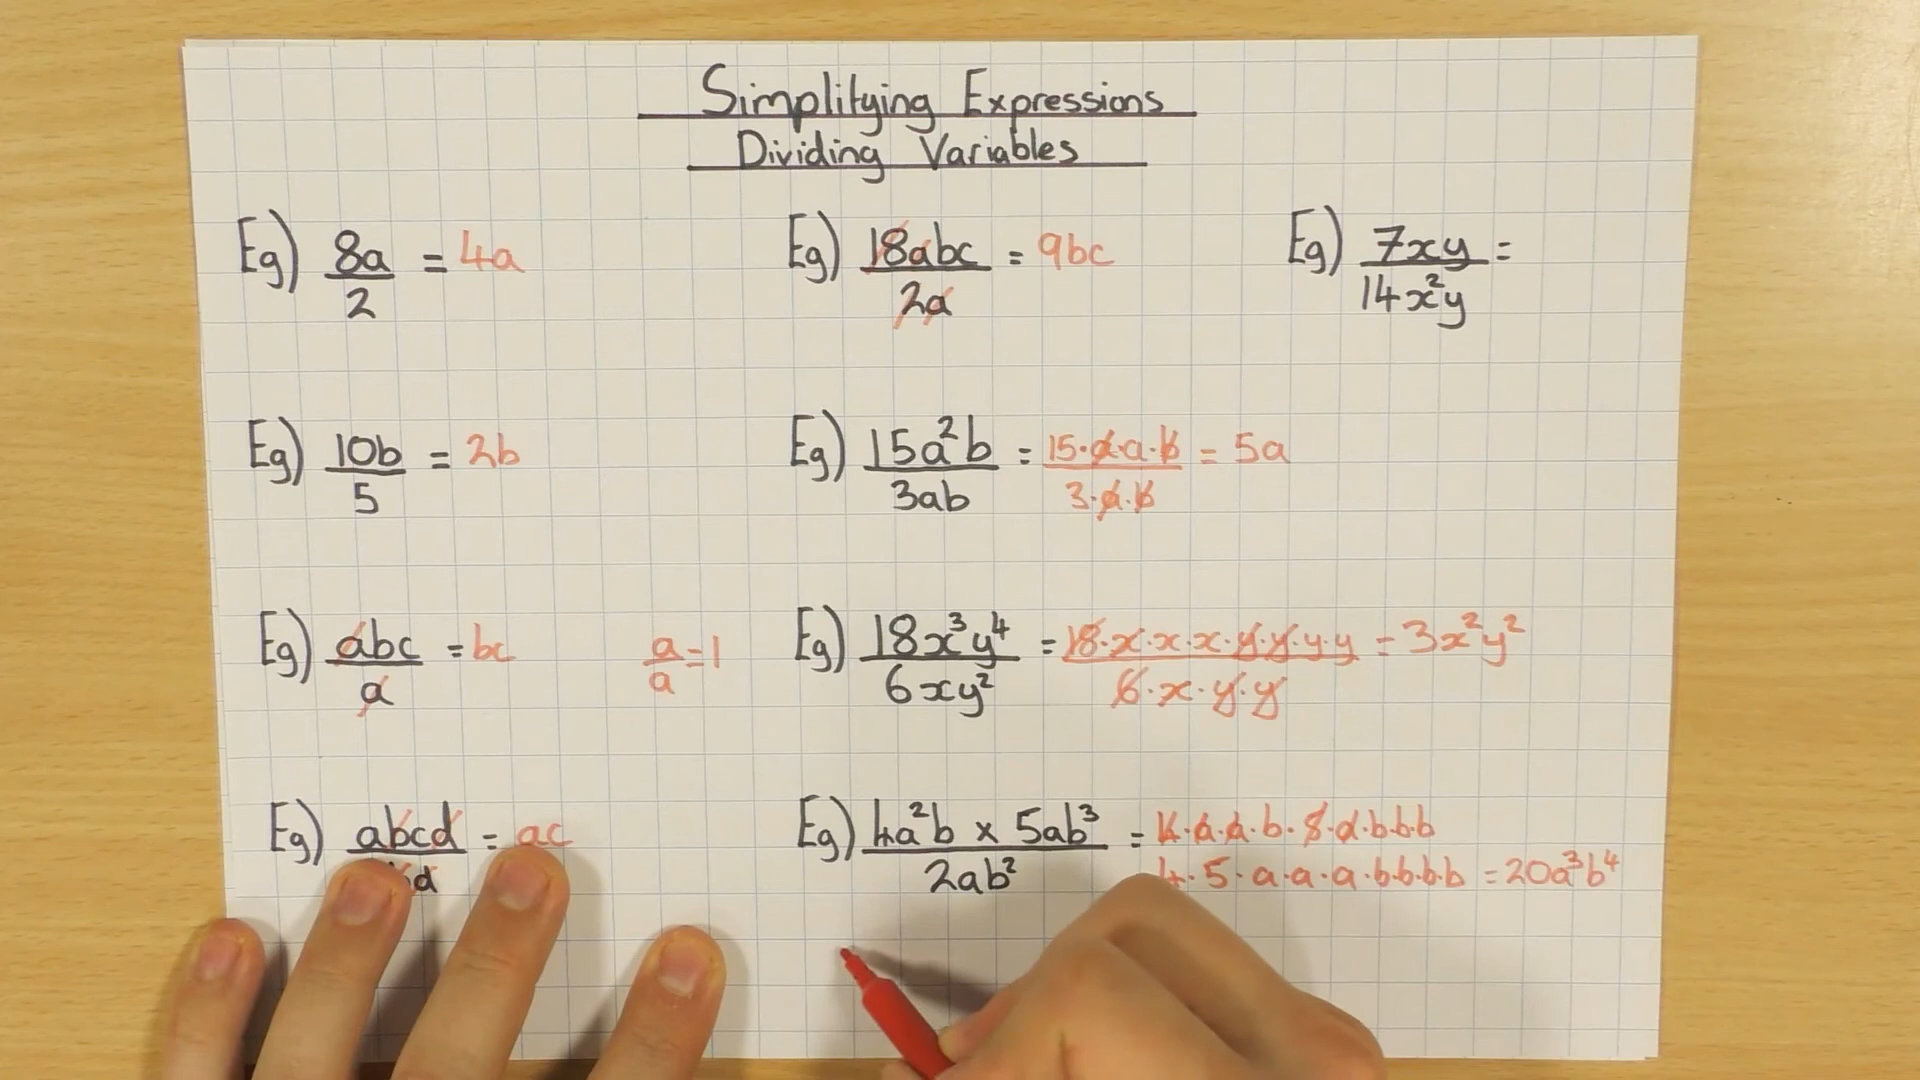 Simplifying Expressions
Dividing Variables
Eg) 8a/2 = 4a
Eg) 18abc/2a = 9bc
Eg) 7xy/14x²y =
Eg) 10b/5 = 2b
Eg) 15a²b/3ab = 15·a·a·b/3·a·b = 5a
Eg) abc/a = bc
a/a = 1
Eg) 18x³y⁴/6xy² = 18·x·x·x·y·y·y·y/6·x·y·y = 3x²y²
Eg) abcd/d = ac
Eg) 4a²b × 5ab³/2ab² = 4·a·a·b·5·a·b·b·b
4·5·a·a·a·b·b·b·b = 20a³b⁴